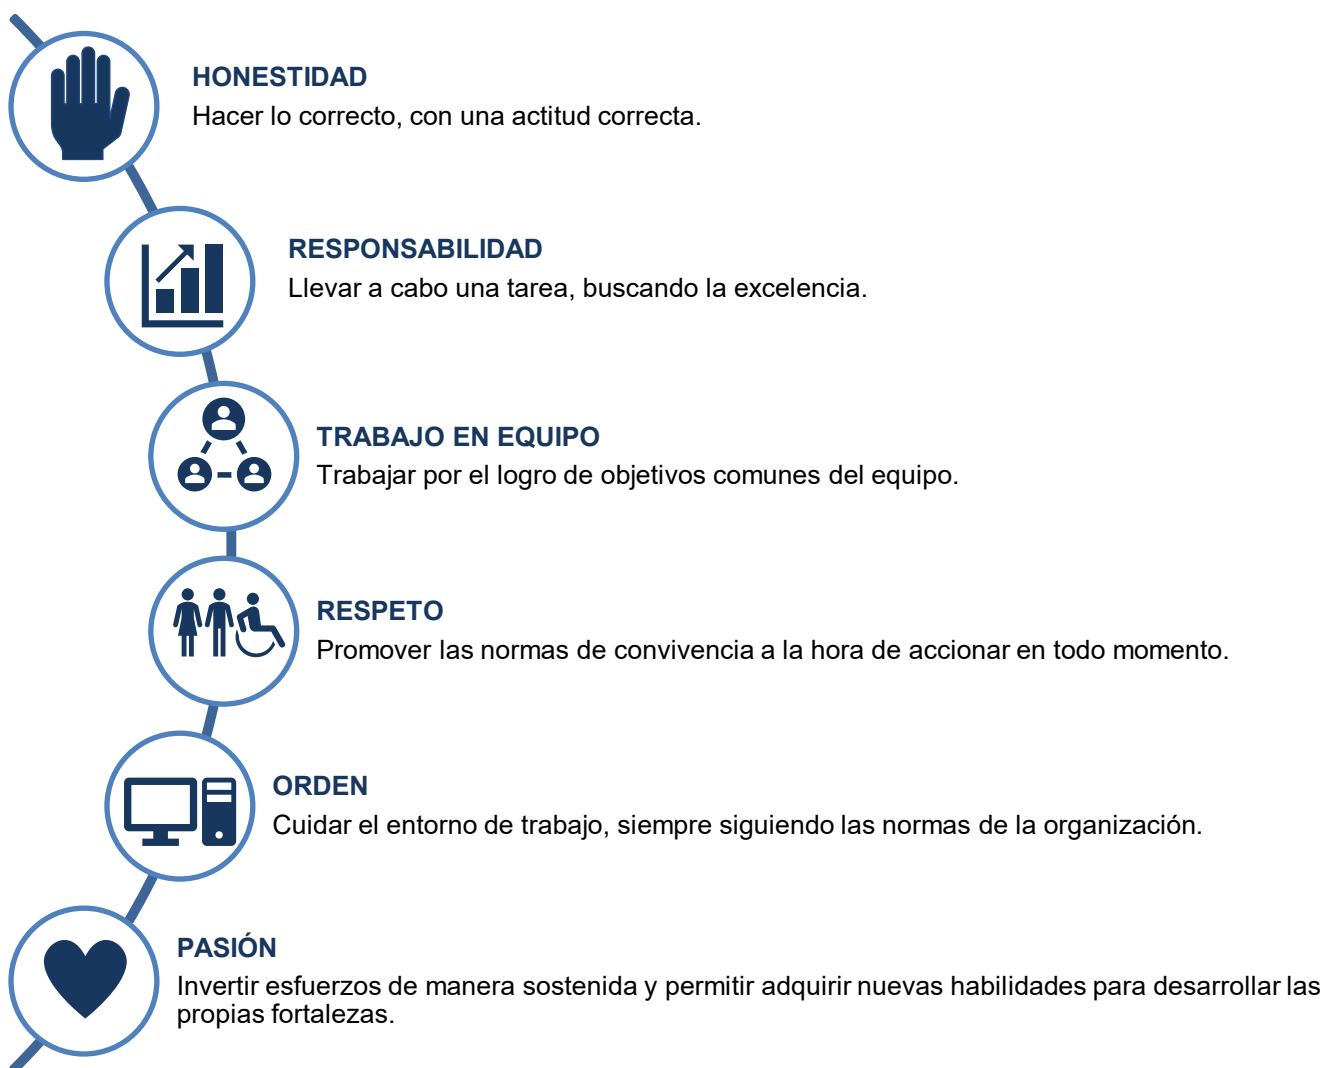 HONESTIDAD
Hacer lo correcto, con una actitud correcta.
RESPONSABILIDAD
Llevar a cabo una tarea, buscando la excelencia.
TRABAJO EN EQUIPO
Trabajar por el logro de objetivos comunes del equipo.
RESPETO
Promover las normas de convivencia a la hora de accionar en todo momento.
ORDEN
Cuidar el entorno de trabajo, siempre siguiendo las normas de la organización.
PASIÓN
Invertir esfuerzos de manera sostenida y permitir adquirir nuevas habilidades para desarrollar las
propias fortalezas.